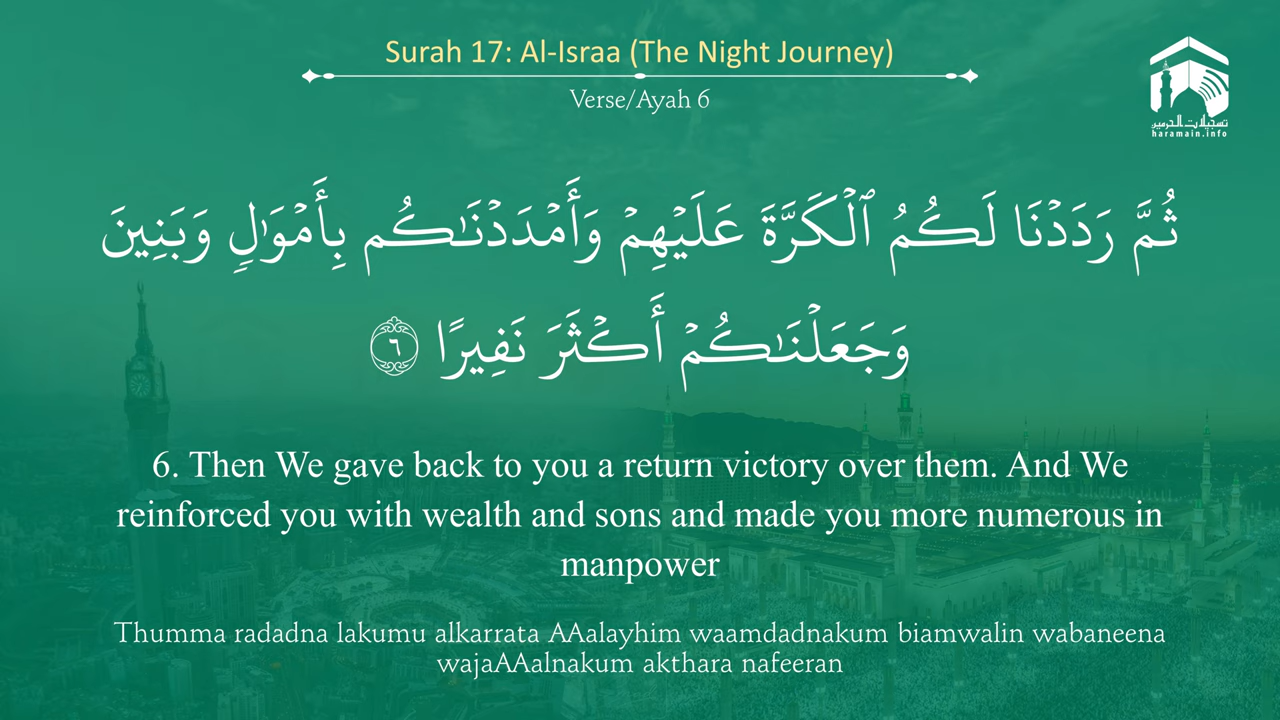 Surah 17: Al-Israa (The Night Journey)
Verse/Ayah 6
تسجيلات الحرمين
haramain.info
ثُمَّ رَدَدْنَا لَكُمُ ٱلْكَرَّةَ عَلَيْهِمْ وَأَمْدَدْنَـٰكُم بِأَمْوَٰلٍ وَبَنِينَ
وَجَعَلْنَـٰكُمْ أَكْثَرَ نَفِيرًا ٦
6. Then We gave back to you a return victory over them. And We
reinforced you with wealth and sons and made you more numerous in
manpower
Thumma radadna lakumu alkarrata AAalayhim waamdadnakum biamwalin wabaneena
wajaAAalnakum akthara nafeeran